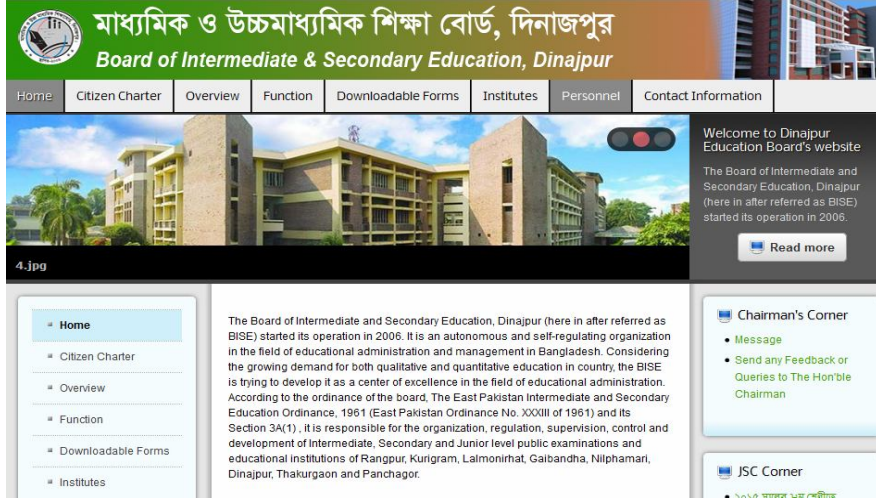 মাধ্যমিক ও উচ্চমাধ্যমিক শিক্ষা বোর্ড, দিনাজপুর
Board of Intermediate & Secondary Education, Dinajpur
Home Citizen Charter Overview Function Downloadable Forms Institutes Personnel Contact Information
Welcome to Dinajpur
Education Board's website
The Board of Intermediate and
Secondary Education, Dinajpur
(here in after referred as BISE)
started its operation in 2006.
Read more
4.jpg
Home
Citizen Charter
Overview
Function
Downloadable Forms
Institutes
The Board of Intermediate and Secondary Education, Dinajpur (here in after referred as
BISE) started its operation in 2006. It is an autonomous and self-regulating organization
in the field of educational administration and management in Bangladesh. Considering
the growing demand for both qualitative and quantitative education in country, the BISE
is trying to develop it as a center of excellence in the field of educational administration.
According to the ordinance of the board, The East Pakistan Intermediate and Secondary
Education Ordinance, 1961 (East Pakistan Ordinance No. XXXIII of 1961) and its
Section 3A(1) , it is responsible for the organization, regulation, supervision, control and
development of Intermediate, Secondary and Junior level public examinations and
educational institutions of Rangpur, Kurigram, Lalmonirhat, Gaibandha, Nilphamari,
Dinajpur, Thakurgaon and Panchagor.
Chairman's Corner
Message
Send any Feedback or
Queries to The Hon'ble
Chairman
JSC Corner